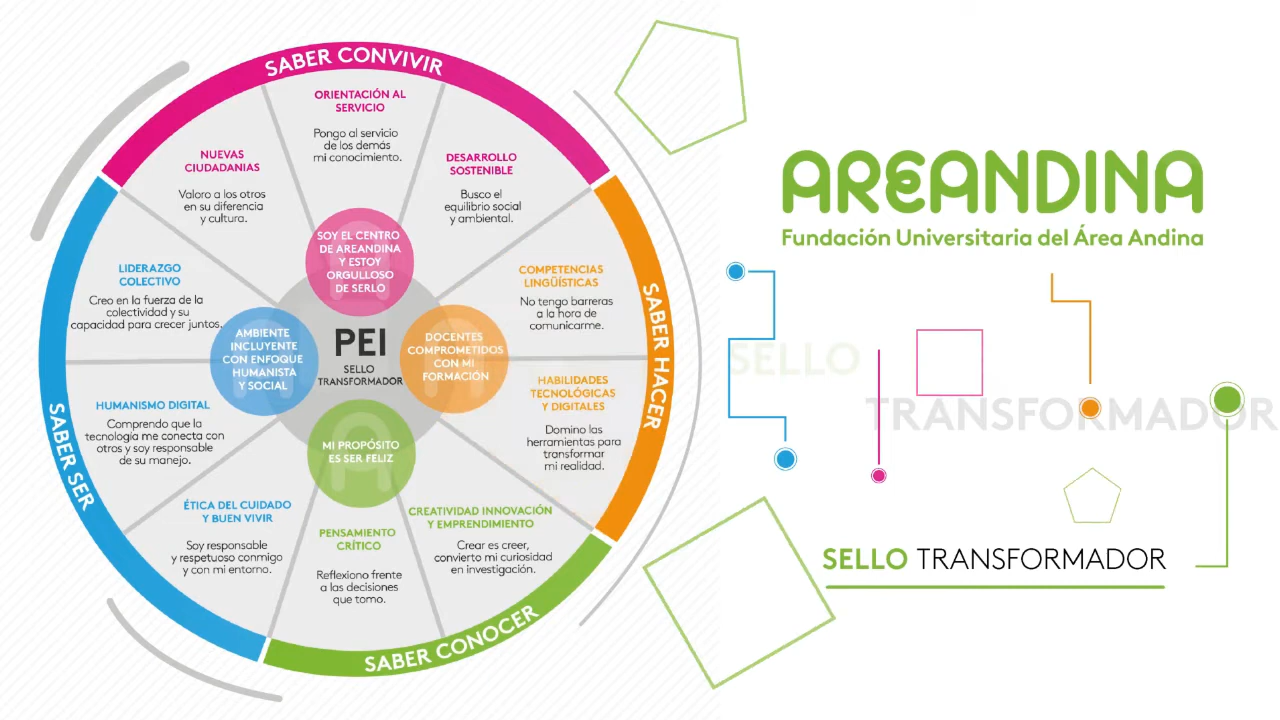 SABER CONVIVIR
ORIENTACIÓN AL
SERVICIO
Pongo al servicio
de los demás
mi conocimiento.
NUEVAS
CIUDADANIAS
Valoro a los otros
en su diferencia
y cultura.
DESARROLLO
SOSTENIBLE
Busco el
equilibrio social
y ambiental.
SABER HACER
COMPETENCIAS
LINGÜÍSTICAS
No tengo barreras
a la hora de
comunicarme.
HABILIDADES
TECNOLÓGICAS
Y DIGITALES
Domino las
herramientas para
transformar
mi realidad.
SABER CONOCER
CREATIVIDAD INNOVACIÓN
Y EMPRENDIMIENTO
Crear es creer,
convierto mi curiosidad
en investigación.
PENSAMIENTO
CRÍTICO
Reflexiono frente
a las decisiones
que tomo.
SABER SER
ÉTICA DEL CUIDADO
Y BUEN VIVIR
Soy responsable
y respetuoso conmigo
y con mi entorno.
HUMANISMO DIGITAL
Comprendo que la
tecnología me conecta con
otros y soy responsable
de su manejo.
LIDERAZGO
COLECTIVO
Creo en la fuerza de la
colectividad y su
capacidad para crecer juntos.
SOY EL CENTRO
DE AREANDINA
Y ESTOY
ORGULLOSO
DE SERLO
AMBIENTE
INCLUYENTE
CON ENFOQUE
HUMANISTA
Y SOCIAL
PEI
SELLO
TRANSFORMADOR
DOCENTES
COMPROMETIDOS
CON MI
FORMACIÓN
MI PROPÓSITO
ES SER FELIZ
AREANDINA
Fundación Universitaria del Área Andina
SELLO
TRANSFORMADOR
SELLO TRANSFORMADOR